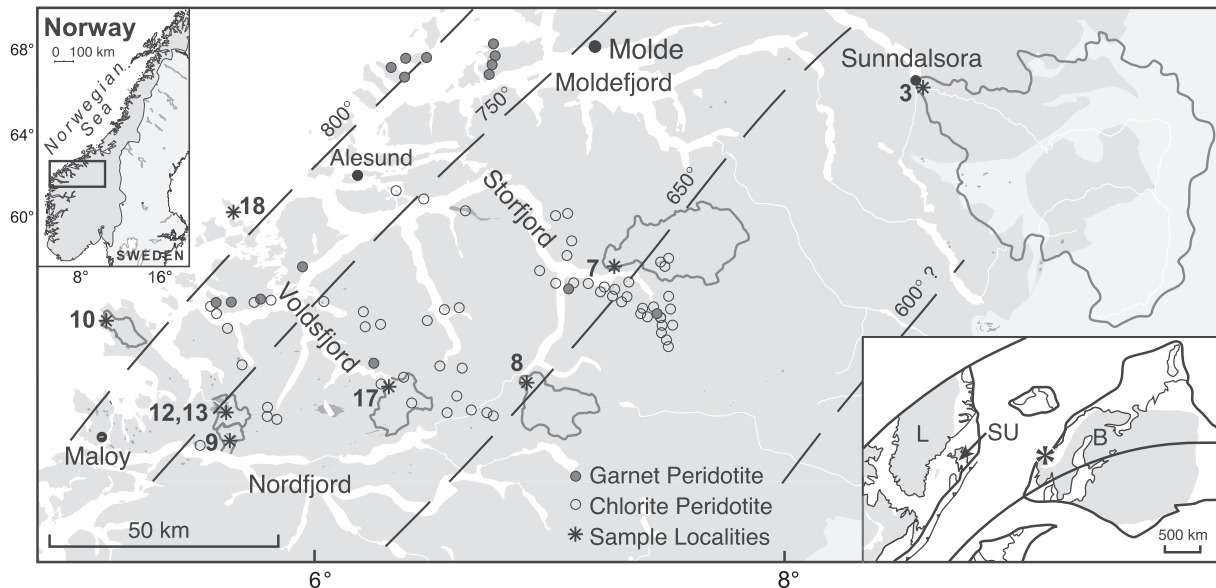 Norway
0 100 km
Norwegian
Sea
SWEDEN
8°
16°
68°
64°
60°
Molde
Moldefjord
Sunndalsora
3
800°
750°
Alesund
650°
Storfjord
18
7
600° ?
Voldsfjord
10
8
17
12,13
9
Maloy
Nordfjord
Garnet Peridotite
Chlorite Peridotite
Sample Localities
50 km
6°
8°
L
SU
B
500 km